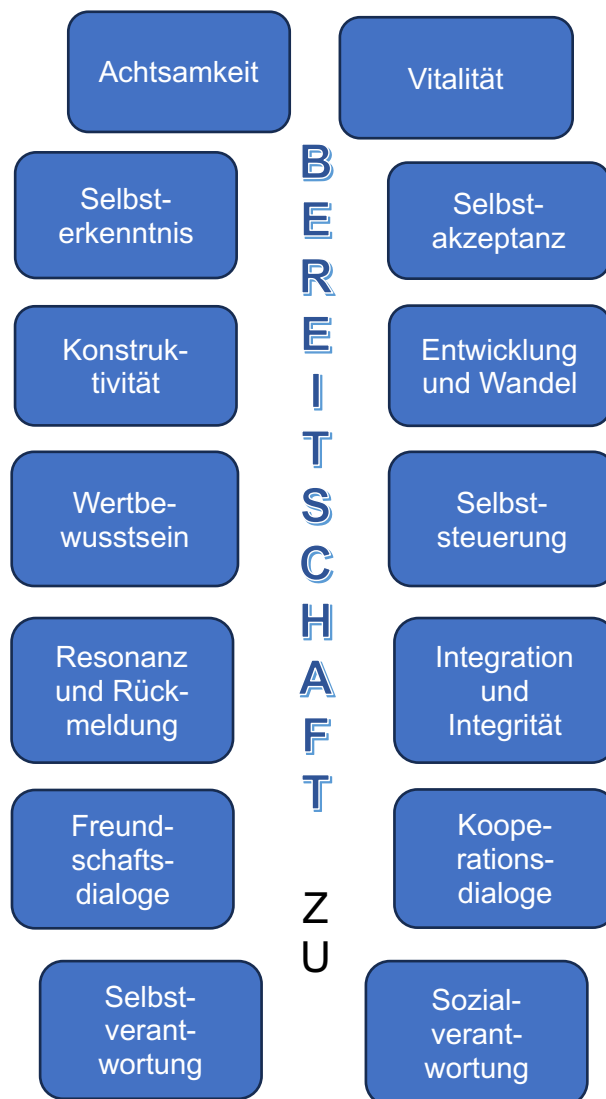 Achtsamkeit
Vitalität
Selbst-
erkenntnis
Selbst-
akzeptanz
Konstruk-
tivität
Entwicklung
und Wandel
Wertbe-
wusstsein
Selbst-
steuerung
Resonanz
und Rück-
meldung
Integration
und
Integrität
Freund-
schafts-
dialoge
Koope-
rations-
dialoge
Selbst-
verant-
wortung
Sozial-
verant-
wortung
B
E
R
E
I
T
S
C
H
A
F
T
Z
U